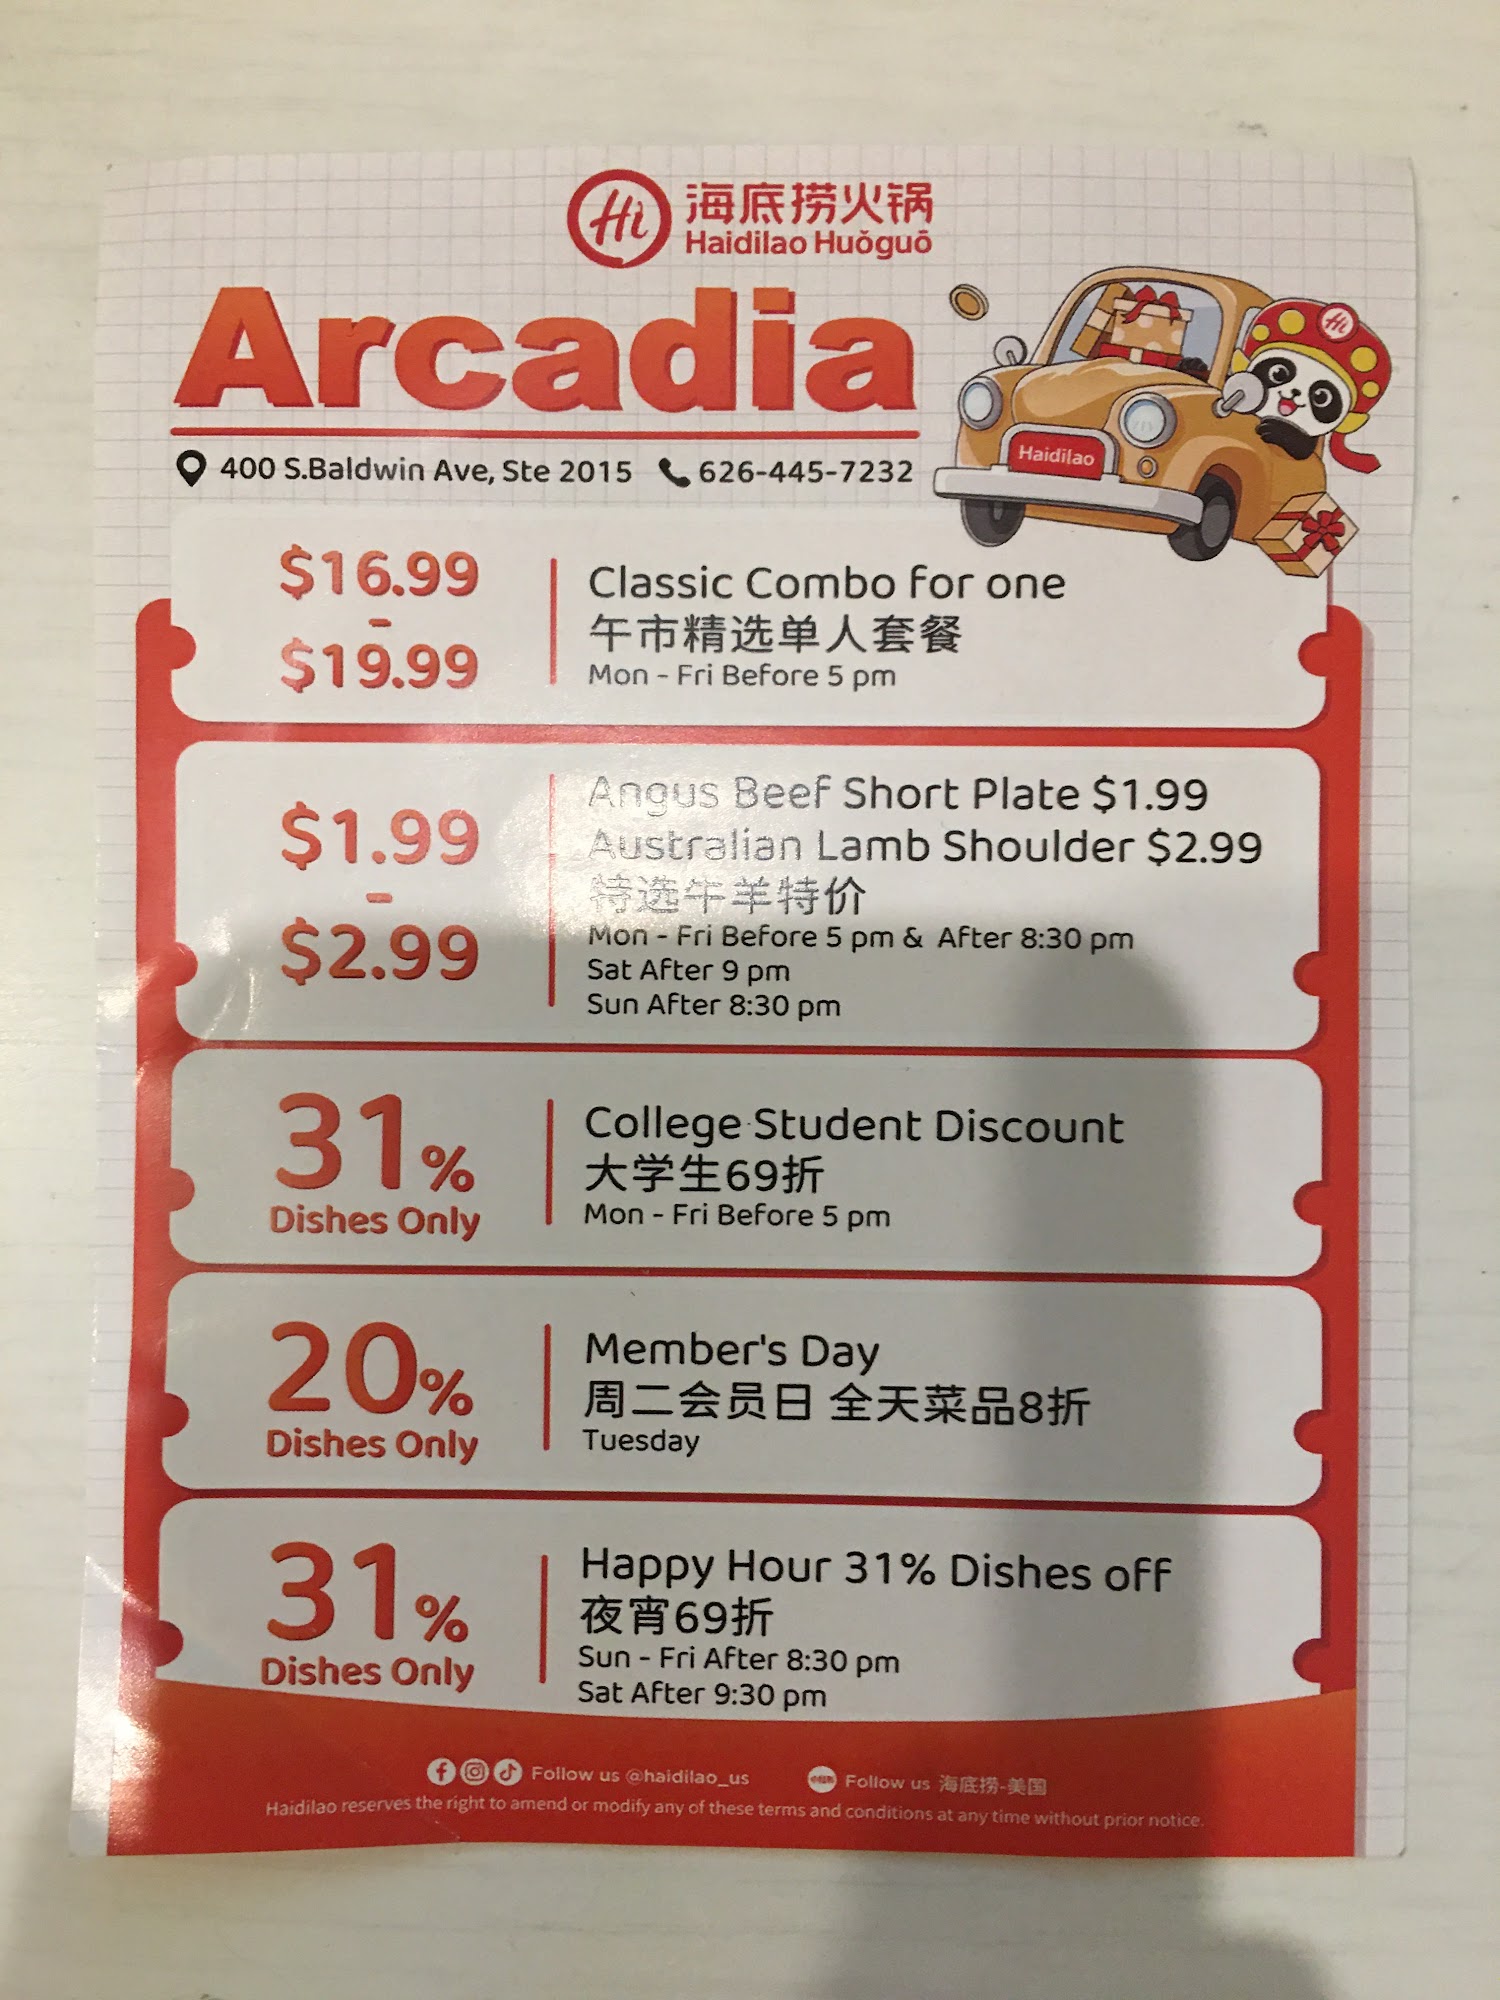 Hi 海底捞火锅
Haidilao Huǒguō
Arcadia
400 S.Baldwin Ave, Ste 2015 626-445-7232
Hi
Haidilao
$16.99
-
$19.99
Classic Combo for one
午市精选单人套餐
Mon - Fri Before 5 pm
$1.99
-
$2.99
Angus Beef Short Plate $1.99
Australian Lamb Shoulder $2.99
特选牛羊特价
Mon - Fri Before 5 pm & After 8:30 pm
Sat After 9 pm
Sun After 8:30 pm
31%
Dishes Only
College Student Discount
大学生69折
Mon - Fri Before 5 pm
20%
Dishes Only
Member's Day
周二会员日 全天菜品8折
Tuesday
31%
Dishes Only
Happy Hour 31% Dishes off
夜宵69折
Sun - Fri After 8:30 pm
Sat After 9:30 pm
Follow us @haidilao_us Follow us 海底捞-美国
Haidilao reserves the right to amend or modify any of these terms and conditions at any time without prior notice.